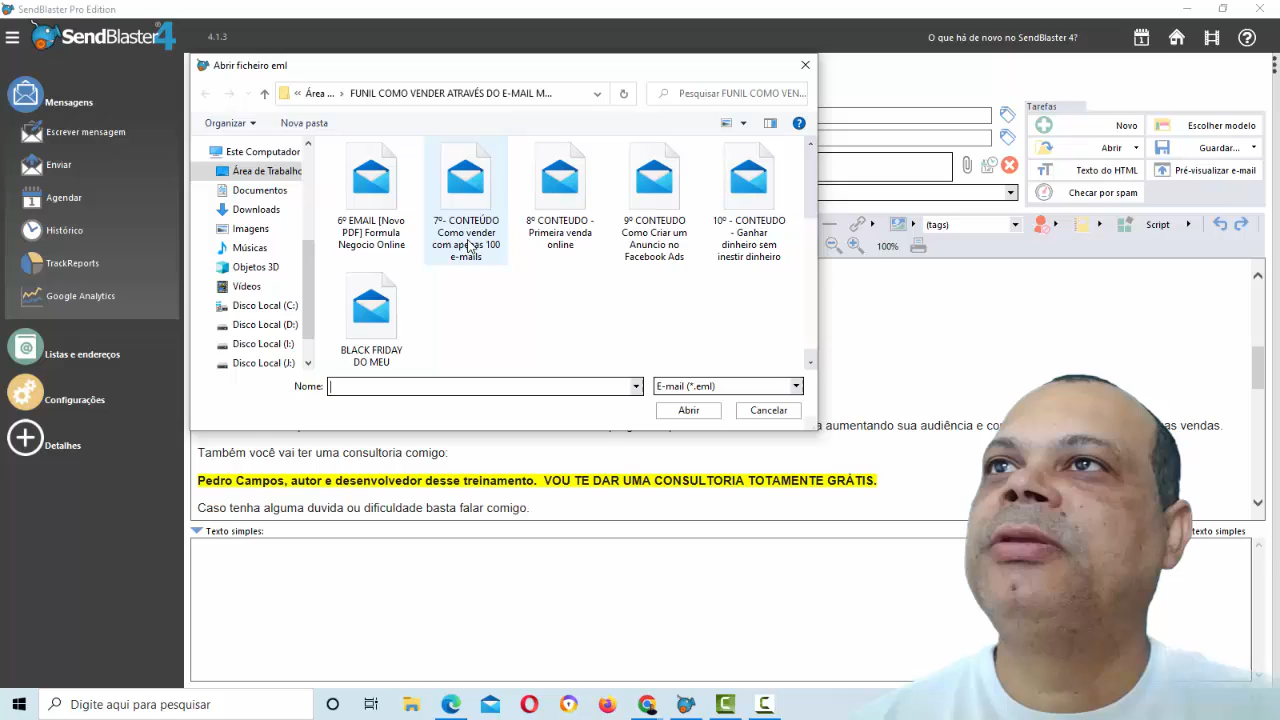 SendBlaster Pro Edition
SendBlaster 4
4.1.3
O que há de novo no SendBlaster 4?
Abrir ficheiro eml
Área ...
FUNIL COMO VENDER ATRAVÉS DO E-MAIL M...
Pesquisar FUNIL COMO VEN...
Organizar
Nova pasta
Mensagens
Escrever mensagem
Enviar
Agendar
Histórico
TrackReports
Google Analytics
Listas e endereços
Configurações
Detalhes
Este Computador
Área de Trabalho
Documentos
Downloads
Imagens
Músicas
Objetos 3D
Vídeos
Disco Local (C:)
Disco Local (D:)
Disco Local (I:)
Disco Local (J:)
6º EMAIL [Novo
PDF] Formula
Negocio Online
7º- CONTEÚDO
Como vender
com apenas 100
e-mails
8º CONTEUDO -
Primeira venda
online
9º CONTEUDO
Como Criar um
Anuncio no
Facebook Ads
10º - CONTEUDO
- Ganhar
dinheiro sem
inestir dinheiro
BLACK FRIDAY
DO MEU
Nome:
E-mail (*.eml)
Abrir
Cancelar
Tarefas
Novo
Escolher modelo
Abrir
Guardar...
Texto do HTML
Pré-visualizar e-mail
Checar por spam
(tags)
Script
100%
a aumentando sua audiência e
as vendas.
Também você vai ter uma consultoria comigo.
Pedro Campos, autor e desenvolvedor desse treinamento. VOU TE DAR UMA CONSULTORIA TOTAMENTE GRÁTIS.
Caso tenha alguma duvida ou dificuldade basta falar comigo.
Texto simples:
texto simples
Digite aqui para pesquisar